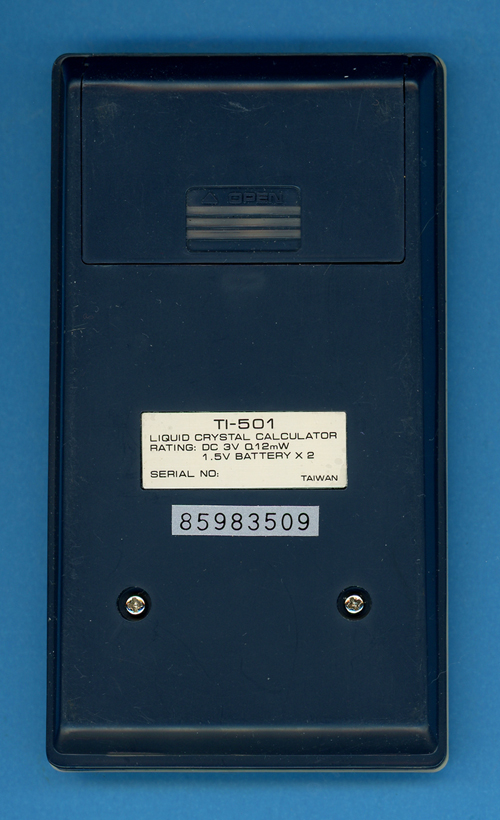 OPEN
TI-501
LIQUID CRYSTAL CALCULATOR
RATING: DC 3V 0.12mW
1.5V BATTERY X 2
SERIAL NO:
TAIWAN
85983509